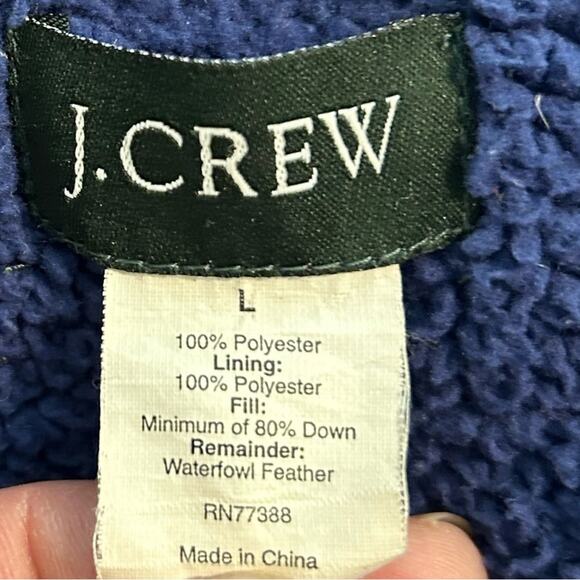 J.CREW
L
100% Polyester
Lining:
100% Polyester
Fill:
Minimum of 80% Down
Remainder:
Waterfowl Feather
RN77388
Made in China